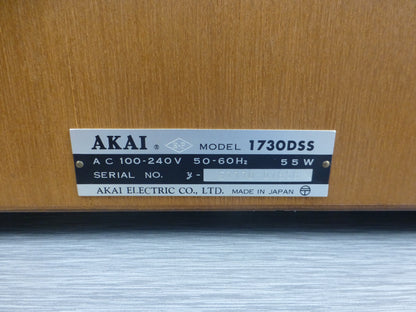 AKAI ® MODEL 1730DSS
AC 100-240V 50-60Hz 55W
SERIAL NO. y-
AKAI ELECTRIC CO., LTD. MADE IN JAPAN